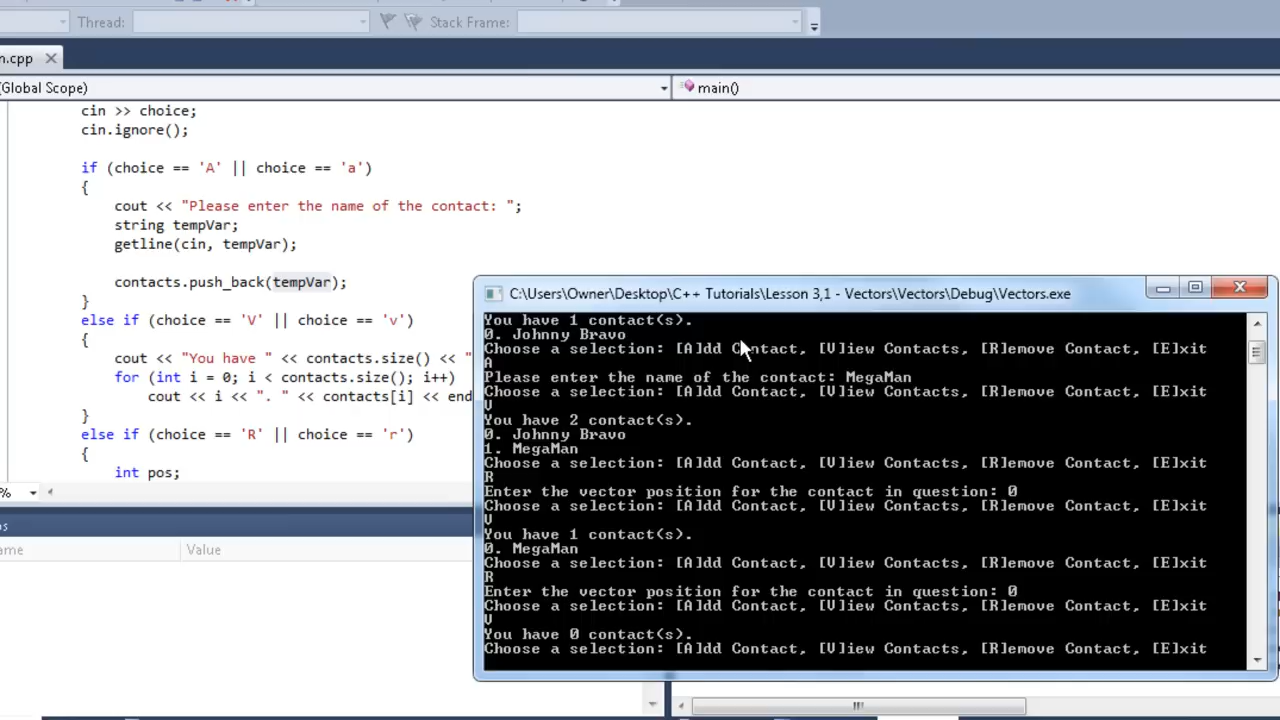 Thread:
Stack Frame:
n.cpp
(Global Scope)
main()
cin >> choice;
cin.ignore();
if (choice == 'A' || choice == 'a')
{
cout << "Please enter the name of the contact: ";
string tempVar;
getline(cin, tempVar);
contacts.push_back(tempVar);
}
else if (choice == 'V' || choice == 'v')
{
cout << "You have " << contacts.size() << "
for (int i = 0; i < contacts.size(); i++)
cout << i << ". " << contacts[i] << end
}
else if (choice == 'R' || choice == 'r')
{
int pos;
%
s
ame
Value
C:\Users\Owner\Desktop\C++ Tutorials\Lesson 3,1 - Vectors\Vectors\Debug\Vectors.exe
You have 1 contact(s).
0. Johnny Bravo
Choose a selection: [A]dd Contact, [V]iew Contacts, [R]emove Contact, [E]xit
A
Please enter the name of the contact: MegaMan
Choose a selection: [A]dd Contact, [V]iew Contacts, [R]emove Contact, [E]xit
V
You have 2 contact(s).
0. Johnny Bravo
1. MegaMan
Choose a selection: [A]dd Contact, [V]iew Contacts, [R]emove Contact, [E]xit
R
Enter the vector position for the contact in question: 0
Choose a selection: [A]dd Contact, [V]iew Contacts, [R]emove Contact, [E]xit
V
You have 1 contact(s).
0. MegaMan
Choose a selection: [A]dd Contact, [V]iew Contacts, [R]emove Contact, [E]xit
R
Enter the vector position for the contact in question: 0
Choose a selection: [A]dd Contact, [V]iew Contacts, [R]emove Contact, [E]xit
V
You have 0 contact(s).
Choose a selection: [A]dd Contact, [V]iew Contacts, [R]emove Contact, [E]xit